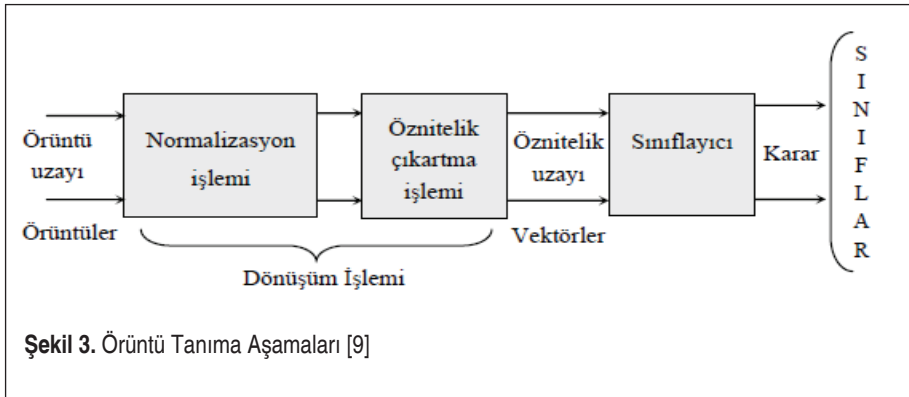 Örüntü
uzayı
Örüntüler
Normalizasyon
işlemi
Öznitelik
çıkartma
işlemi
Dönüşüm İşlemi
Öznitelik
uzayı
Vektörler
Sınıflayıcı
Karar
S
I
N
I
F
L
A
R
Şekil 3. Örüntü Tanıma Aşamaları [9]